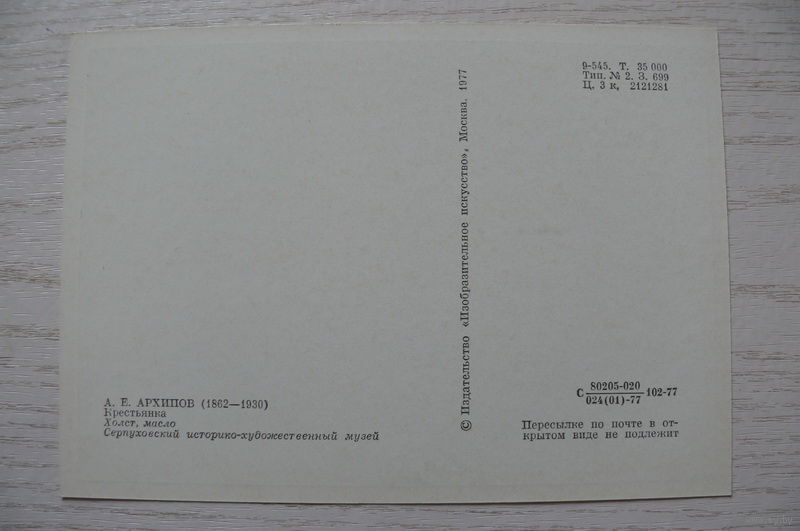 9-545. Т. 35 000
Тип. № 2. З. 699
Ц. 3 к, 2121281
© Издательство «Изобразительное искусство», Москва. 1977
А. Е. АРХИПОВ (1862—1930)
Крестьянка
Холст, масло
Серпуховский историко-художественный музей
С 80205-020
024(01)-77 102-77
Пересылке по почте в от-
крытом виде не подлежит